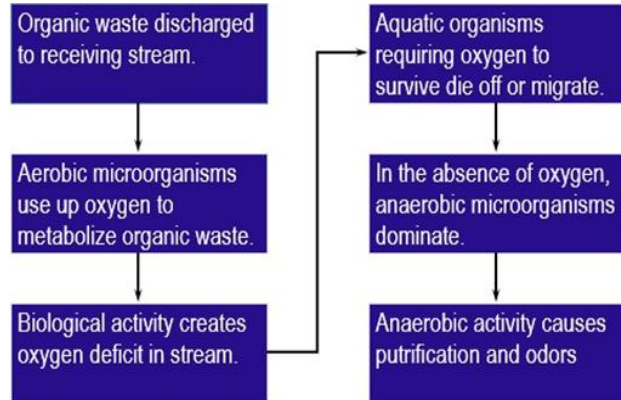 Organic waste discharged
to receiving stream.
Aerobic microorganisms
use up oxygen to
metabolize organic waste.
Biological activity creates
oxygen deficit in stream.
Aquatic organisms
requiring oxygen to
survive die off or migrate.
In the absence of oxygen,
anaerobic microorganisms
dominate.
Anaerobic activity causes
putrification and odors